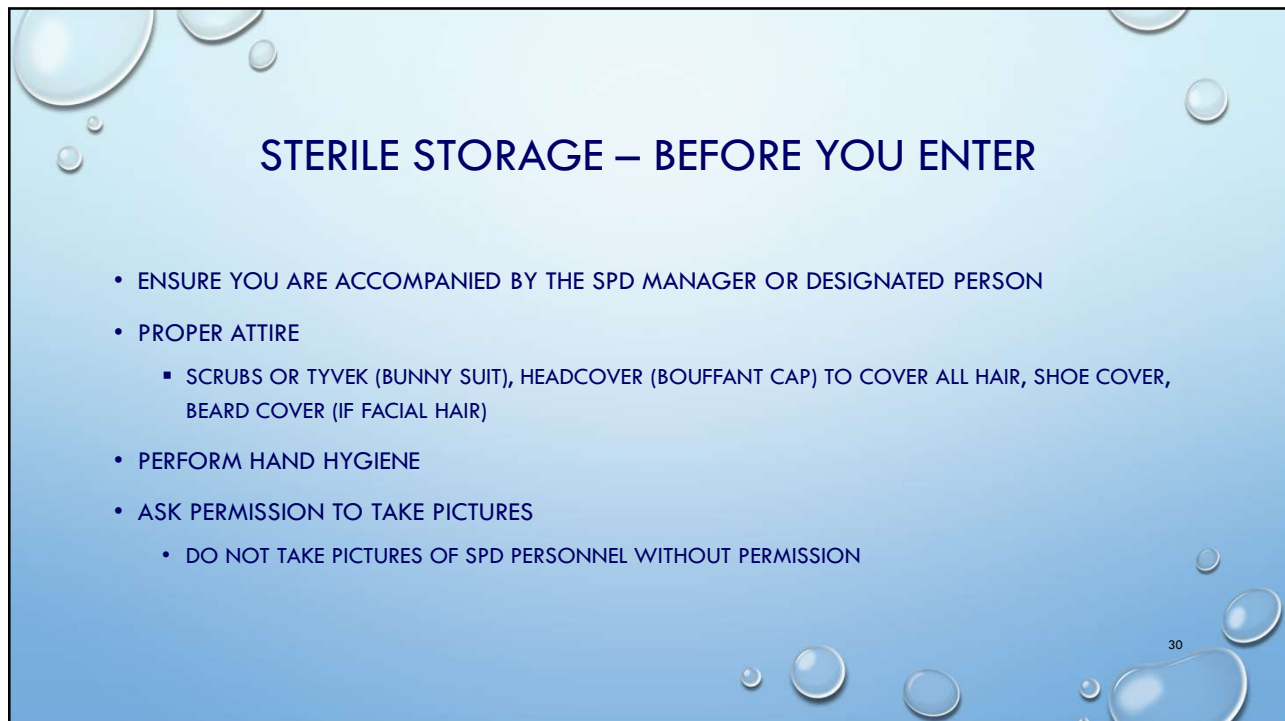 STERILE STORAGE – BEFORE YOU ENTER
• ENSURE YOU ARE ACCOMPANIED BY THE SPD MANAGER OR DESIGNATED PERSON
• PROPER ATTIRE
▪ SCRUBS OR TYVEK (BUNNY SUIT), HEADCOVER (BOUFFANT CAP) TO COVER ALL HAIR, SHOE COVER,
BEARD COVER (IF FACIAL HAIR)
• PERFORM HAND HYGIENE
• ASK PERMISSION TO TAKE PICTURES
• DO NOT TAKE PICTURES OF SPD PERSONNEL WITHOUT PERMISSION
30